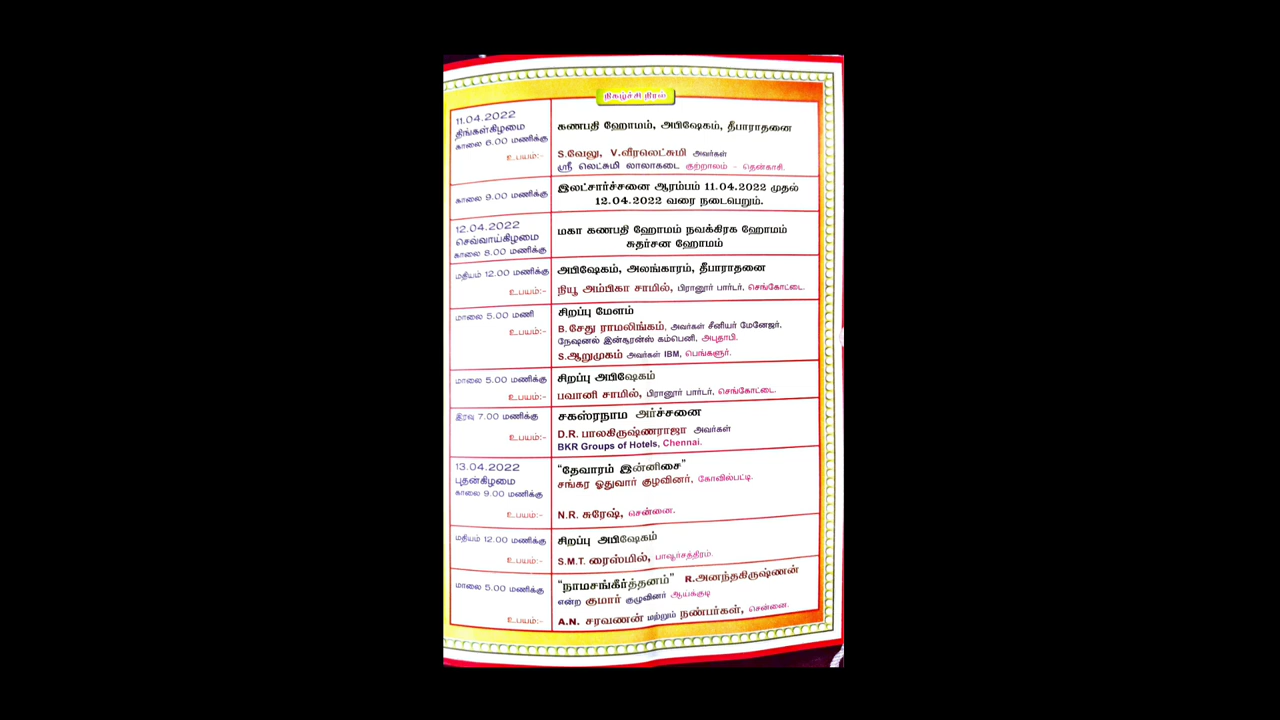 நிகழ்ச்சி நிரல்
11.04.2022
திங்கள்கிழமை
காலை 6.00 மணிக்கு
கணபதி ஹோமம், அபிஷேகம், தீபாராதனை
உபயம்:-
S.வேலு, V.வீரலெட்சுமி அவர்கள்
ஸ்ரீ லெட்சுமி லாலாகடை குற்றாலம் - தென்காசி.
காலை 9.00 மணிக்கு
இலட்சார்ச்சனை ஆரம்பம் 11.04.2022 முதல்
12.04.2022 வரை நடைபெறும்.
12.04.2022
செவ்வாய்கிழமை
காலை 8.00 மணிக்கு
மகா கணபதி ஹோமம் நவக்கிரக ஹோமம்
சுதர்சன ஹோமம்
மதியம் 12.00 மணிக்கு
அபிஷேகம், அலங்காரம், தீபாராதனை
உபயம்:-
நியூ அம்பிகா சாமில், பிரானூர் பார்டர், செங்கோட்டை.
மாலை 5.00 மணி
சிறப்பு மேளம்
உபயம்:-
B.சேது ராமலிங்கம், அவர்கள் சீனியர் மேனேஜர்.
நேஷனல் இன்சூரன்ஸ் கம்பெனி, அபுதாபி.
S.ஆறுமுகம் அவர்கள் IBM, பெங்களூர்.
மாலை 5.00 மணிக்கு
சிறப்பு அபிஷேகம்
உபயம்:-
பவானி சாமில், பிரானூர் பார்டர், செங்கோட்டை.
இரவு 7.00 மணிக்கு
சகஸ்ரநாம அர்ச்சனை
உபயம்:-
D.R. பாலகிருஷ்ணராஜா அவர்கள்
BKR Groups of Hotels, Chennai.
13.04.2022
புதன்கிழமை
காலை 9.00 மணிக்கு
"தேவாரம் இன்னிசை"
சங்கர ஓதுவார் குழவினர், கோவில்பட்டி.
உபயம்:-
N.R. சுரேஷ், சென்னை.
மதியம் 12.00 மணிக்கு
சிறப்பு அபிஷேகம்
உபயம்:-
S.M.T. ரைஸ்மில், பாவூர்சத்திரம்.
மாலை 5.00 மணிக்கு
"நாமசங்கீர்த்தனம்" R.அனந்தகிருஷ்ணன்
என்ற குமார் குழுவினர் ஆயக்குடி
உபயம்:-
A.N. சரவணன் மற்றும் நண்பர்கள், சென்னை.